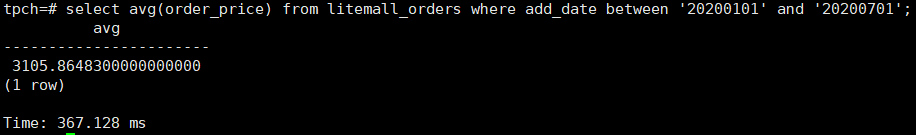 tpch=# select avg(order_price) from litemall_orders where add_date between '20200101' and '20200701';
avg
-----------------------
3105.8648300000000000
(1 row)
Time: 367.128 ms